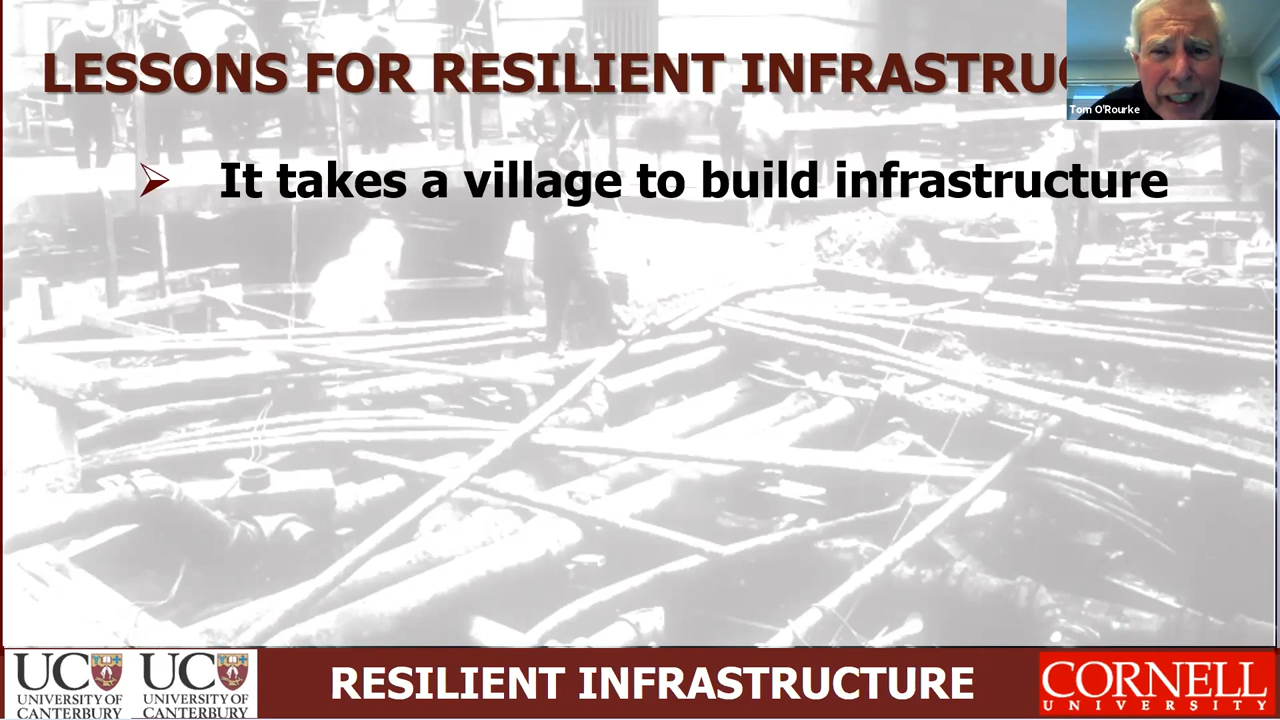 LESSONS FOR RESILIENT INFRASTRUC
Tom O'Rourke
It takes a village to build infrastructure
UC UNIVERSITY OF CANTERBURY
UC UNIVERSITY OF CANTERBURY
RESILIENT INFRASTRUCTURE
CORNELL
UNIVERSITY